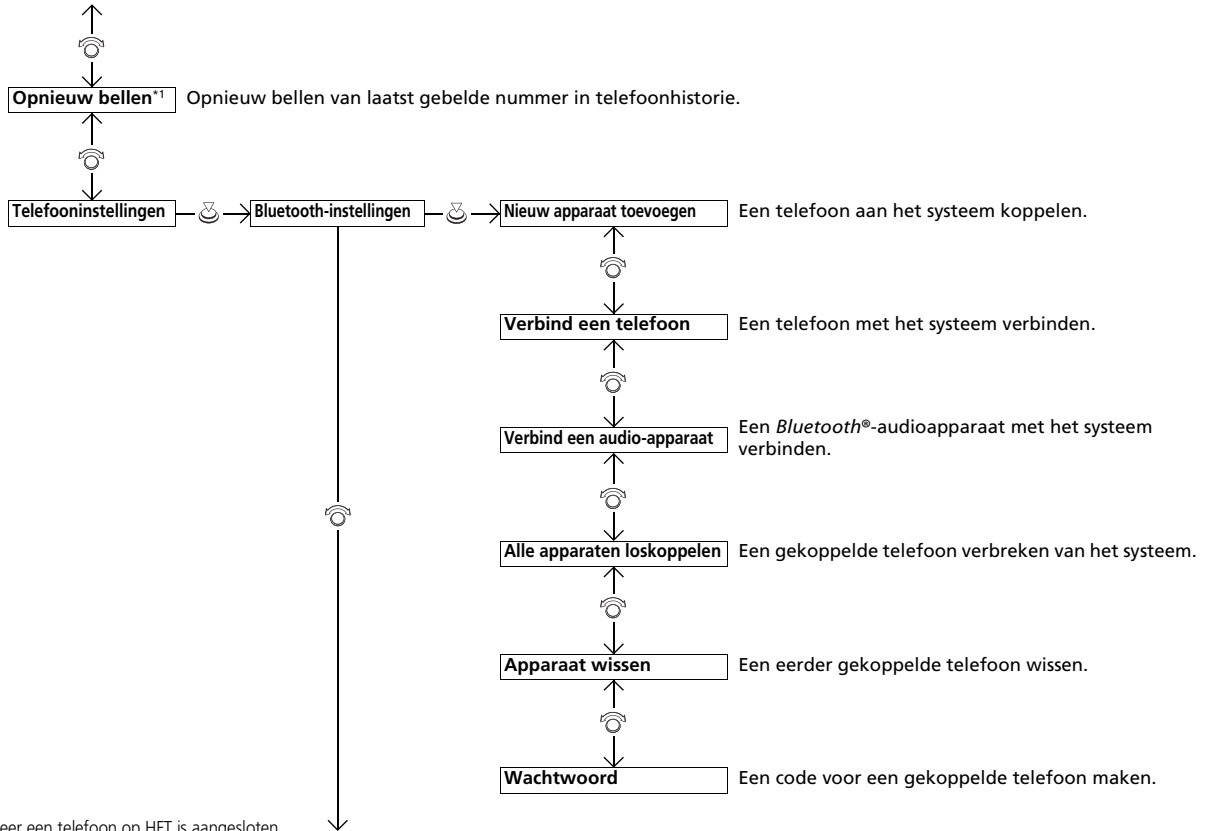 Opnieuw bellen*1 Opnieuw bellen van laatst gebelde nummer in telefoonhistorie.
Telefooninstellingen Bluetooth-instellingen Nieuw apparaat toevoegen Een telefoon aan het systeem koppelen.
Verbind een telefoon Een telefoon met het systeem verbinden.
Verbind een audio-apparaat Een Bluetooth®-audioapparaat met het systeem
verbinden.
Alle apparaten loskoppelen Een gekoppelde telefoon verbreken van het systeem.
Apparaat wissen Een eerder gekoppelde telefoon wissen.
Wachtwoord Een code voor een gekoppelde telefoon maken.
een telefoon op HFT is aangesloten